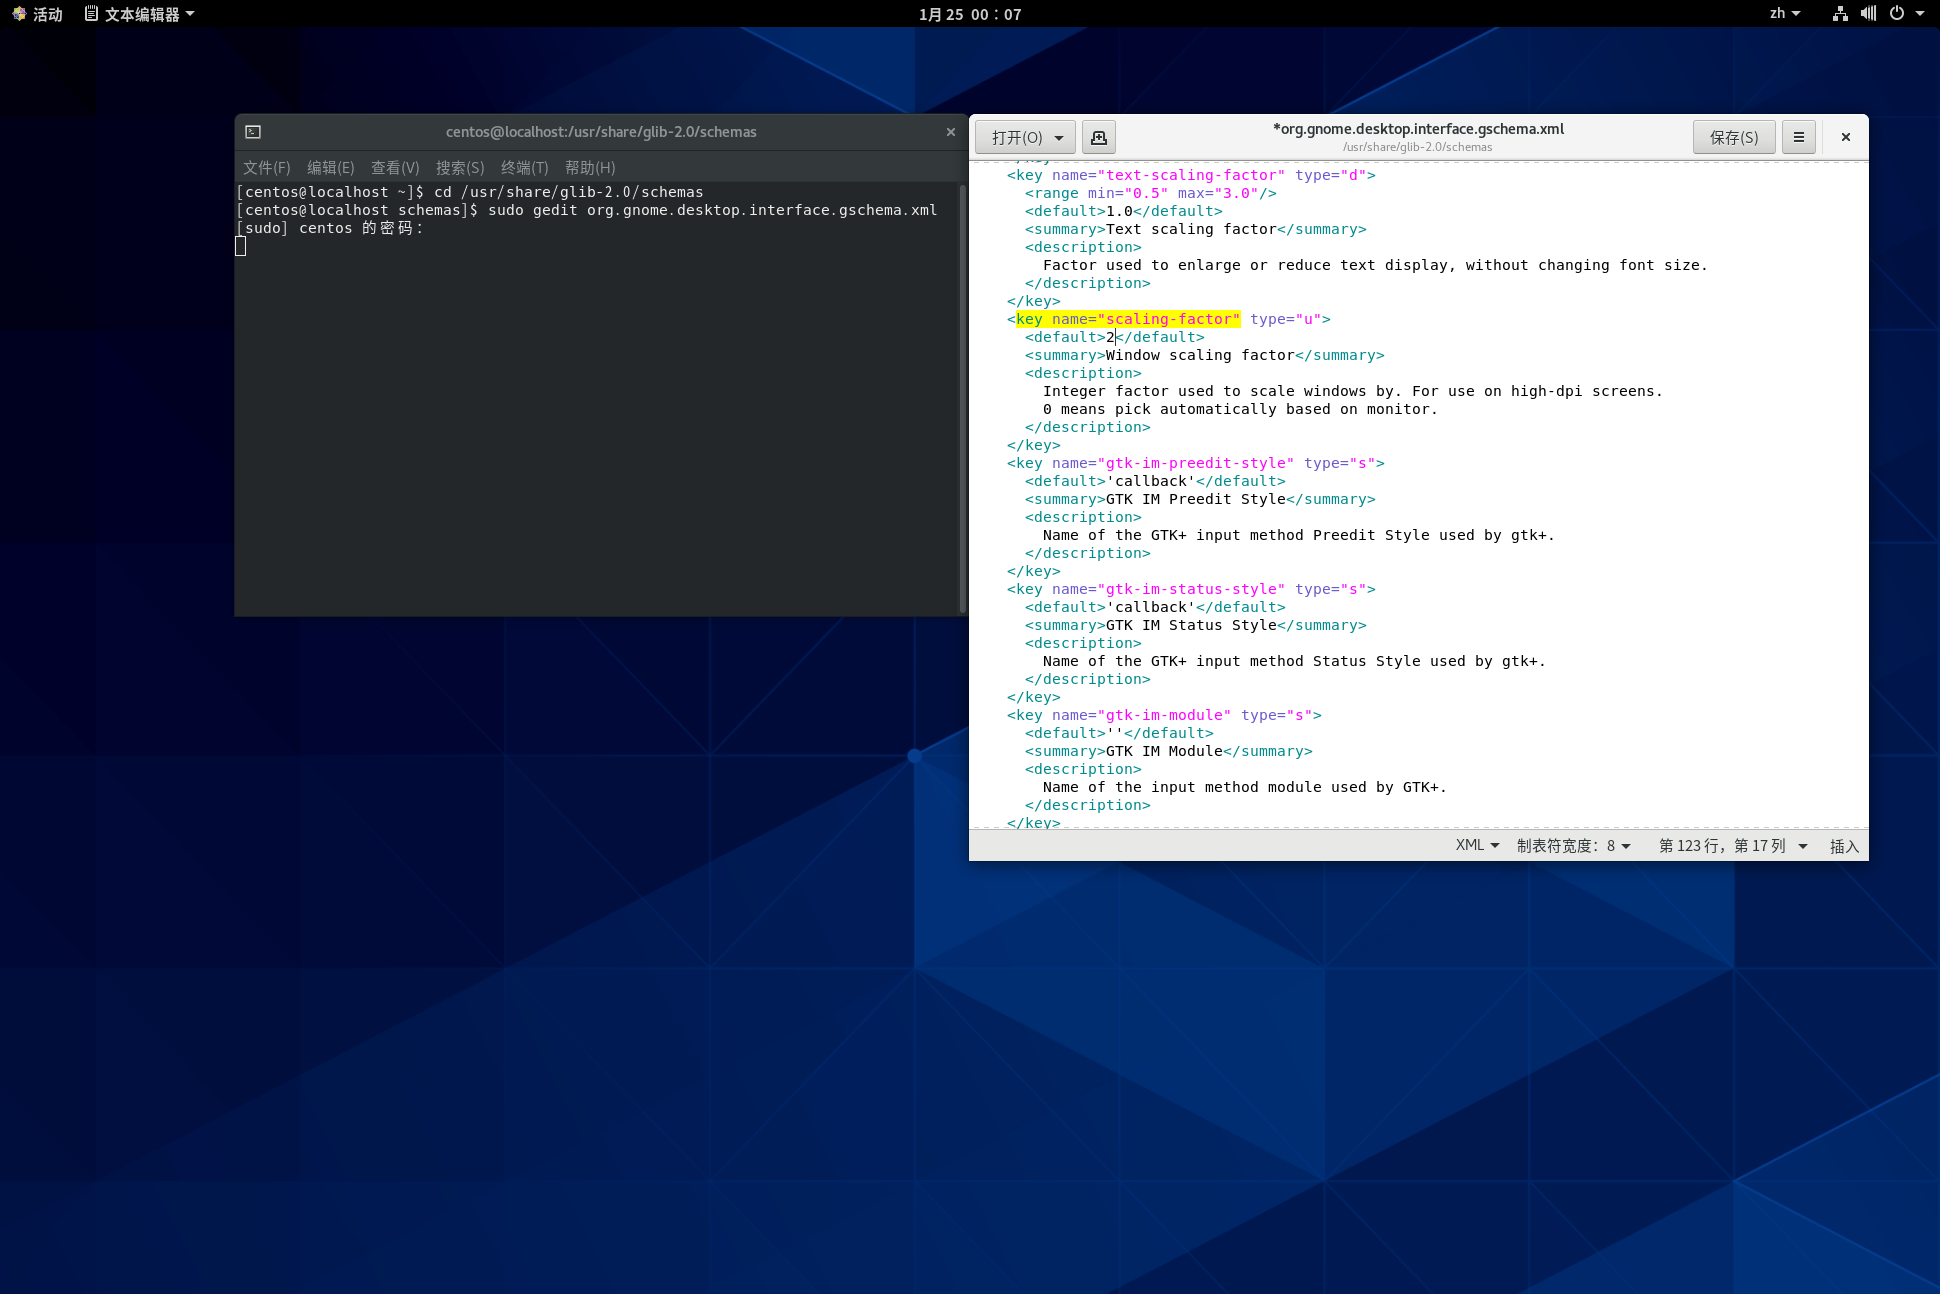 活动
文本编辑器
1月 25 00：07
zh
centos@localhost:/usr/share/glib-2.0/schemas
文件(F) 编辑(E) 查看(V) 搜索(S) 终端(T) 帮助(H)
[centos@localhost ~]$ cd /usr/share/glib-2.0/schemas
[centos@localhost schemas]$ sudo gedit org.gnome.desktop.interface.gschema.xml
[sudo] centos 的密码：
打开(O)
*org.gnome.desktop.interface.gschema.xml
/usr/share/glib-2.0/schemas
保存(S)
</key>
<key name="text-scaling-factor" type="d">
<range min="0.5" max="3.0"/>
<default>1.0</default>
<summary>Text scaling factor</summary>
<description>
Factor used to enlarge or reduce text display, without changing font size.
</description>
</key>
<key name="scaling-factor" type="u">
<default>2</default>
<summary>Window scaling factor</summary>
<description>
Integer factor used to scale windows by. For use on high-dpi screens.
0 means pick automatically based on monitor.
</description>
</key>
<key name="gtk-im-preedit-style" type="s">
<default>'callback'</default>
<summary>GTK IM Preedit Style</summary>
<description>
Name of the GTK+ input method Preedit Style used by gtk+.
</description>
</key>
<key name="gtk-im-status-style" type="s">
<default>'callback'</default>
<summary>GTK IM Status Style</summary>
<description>
Name of the GTK+ input method Status Style used by gtk+.
</description>
</key>
<key name="gtk-im-module" type="s">
<default>''</default>
<summary>GTK IM Module</summary>
<description>
Name of the input method module used by GTK+.
</description>
</key>
XML 制表符宽度：8 第 123 行，第 17 列 插入